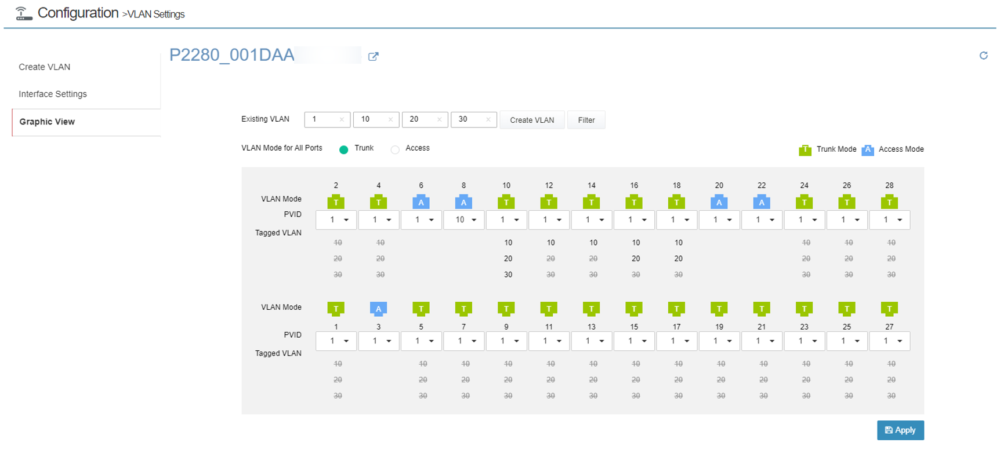 Configuration >VLAN Settings
P2280_001DAA
Create VLAN
Interface Settings
Graphic View
Existing VLAN 1 × 10 × 20 × 30 × Create VLAN Filter
VLAN Mode for All Ports Trunk Access T Trunk Mode A Access Mode
2 4 6 8 10 12 14 16 18 20 22 24 26 28
VLAN Mode T T A A T T T T T A A T T T
PVID 1 1 1 10 1 1 1 1 1 1 1 1 1 1
Tagged VLAN
10 10 10 10 10 10 10 10 10 10
20 20 20 20 20 20 20 20 20 20
30 30 30 30 30 30 30 30 30 30
VLAN Mode T A T T T T T T T T T T T T
1 3 5 7 9 11 13 15 17 19 21 23 25 27
PVID 1 1 1 1 1 1 1 1 1 1 1 1 1 1
Tagged VLAN
10 10 10 10 10 10 10 10 10 10 10 10 10
20 20 20 20 20 20 20 20 20 20 20 20 20
30 30 30 30 30 30 30 30 30 30 30 30 30
Apply